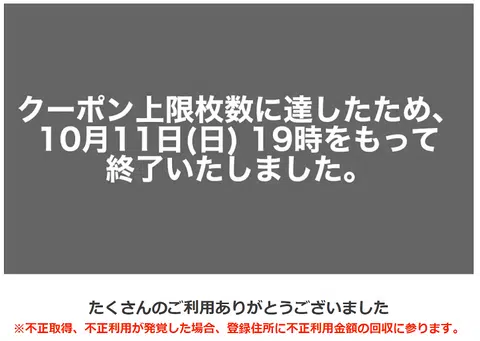 クーポン上限枚数に達したため、
10月11日(日) 19時をもって
終了いたしました。
たくさんのご利用ありがとうございました
※不正取得、不正利用が発覚した場合、登録住所に不正利用金額の回収に参ります。